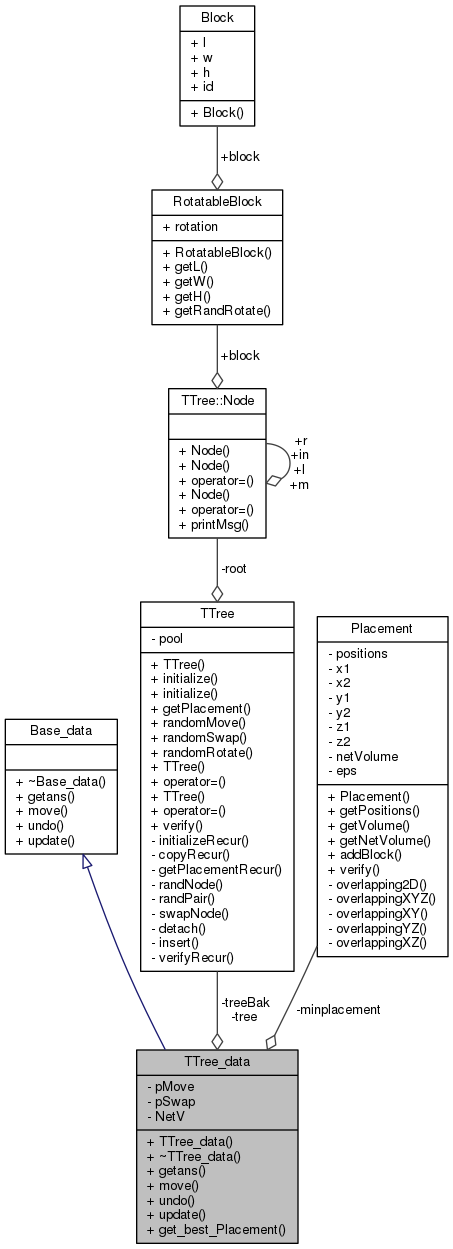 Block
+ l
+ w
+ h
+ id
+ Block()
+block
RotatableBlock
+ rotation
+ RotatableBlock()
+ getL()
+ getW()
+ getH()
+ getRandRotate()
+block
TTree::Node
+ Node()
+ Node()
+ operator=()
+ Node()
+ operator=()
+ printMsg()
+r
+in
+l
+m
-root
TTree
- pool
+ TTree()
+ initialize()
+ initialize()
+ getPlacement()
+ randomMove()
+ randomSwap()
+ randomRotate()
+ TTree()
+ operator=()
+ TTree()
+ operator=()
+ verify()
- initializeRecur()
- copyRecur()
- getPlacementRecur()
- randNode()
- randPair()
- swapNode()
- detach()
- insert()
- verifyRecur()
Placement
- positions
- x1
- x2
- y1
- y2
- z1
- z2
- netVolume
- eps
+ Placement()
+ getPositions()
+ getVolume()
+ getNetVolume()
+ addBlock()
+ verify()
- overlapping2D()
- overlappingXYZ()
- overlappingXY()
- overlappingYZ()
- overlappingXZ()
Base_data
+ ~Base_data()
+ getans()
+ move()
+ undo()
+ update()
-treeBak
-tree
-minplacement
TTree_data
- pMove
- pSwap
- NetV
+ TTree_data()
+ ~TTree_data()
+ getans()
+ move()
+ undo()
+ update()
+ get_best_Placement()